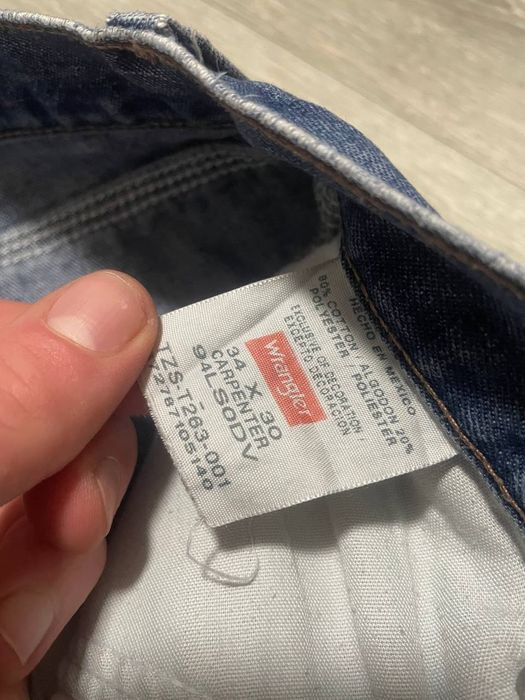 HECHO EN MEXICO
80% COTTON / ALGODON 20%
POLYESTER POLIESTER
EXCLUSIVE OF DECORATION /
EXCEPTO DECORACION
Wrangler
34 X 30
CARPENTER
94LSODV
TZS-T263-001
2787105140